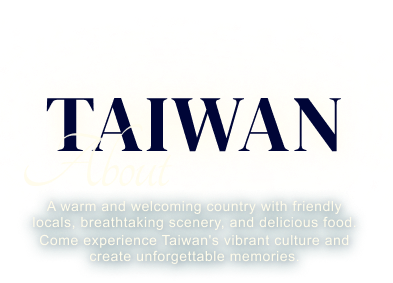 TAIWAN
About
A warm and welcoming country with friendly
locals, breathtaking scenery, and delicious food.
Come experience Taiwan's vibrant culture and
create unforgettable memories.